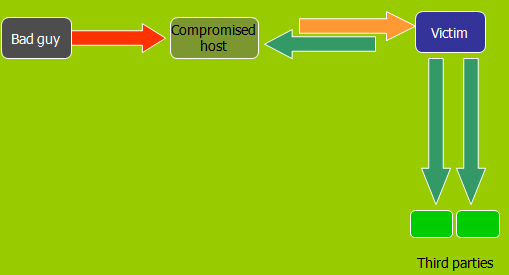 Bad guy
Compromised
host
Victim
Third parties